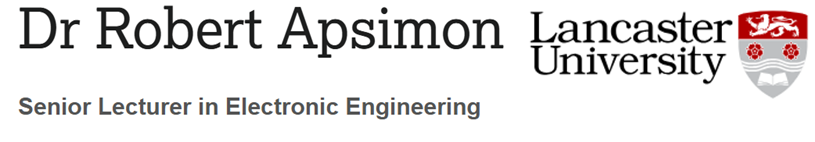 Dr Robert Apsimon
Lancaster
University
Senior Lecturer in Electronic Engineering